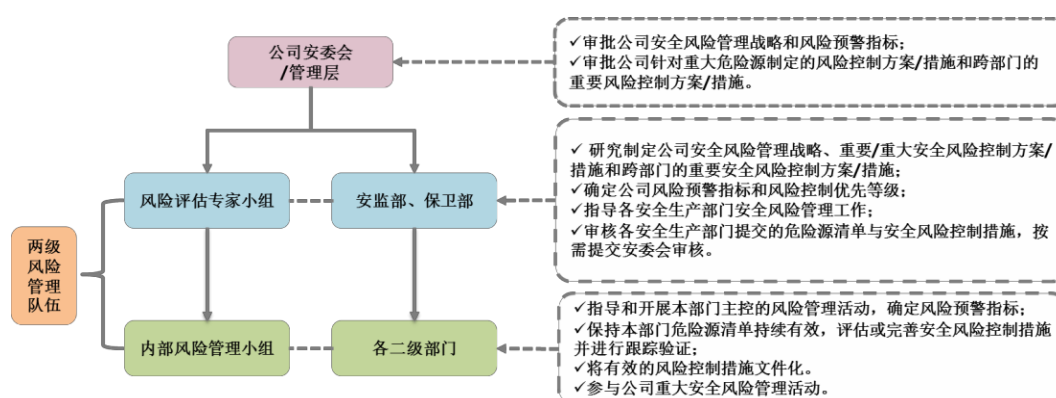 公司安委会
/管理层
✓审批公司安全风险管理战略和风险预警指标；
✓审批公司针对重大危险源制定的风险控制方案/措施和跨部门的
重要风险控制方案/措施。
风险评估专家小组
安监部、保卫部
✓ 研究制定公司安全风险管理战略、重要/重大安全风险控制方案/
措施和跨部门的重要安全风险控制方案/措施；
✓确定公司风险预警指标和风险控制优先等级；
✓指导各安全生产部门安全风险管理工作；
✓审核各安全生产部门提交的危险源清单与安全风险控制措施，按
需提交安委会审核。
两级
风险
管理
队伍
内部风险管理小组
各二级部门
✓指导和开展本部门主控的风险管理活动，确定风险预警指标；
✓保持本部门危险源清单持续有效，评估或完善安全风险控制措施
并进行跟踪验证；
✓将有效的风险控制措施文件化。
✓参与公司重大安全风险管理活动。